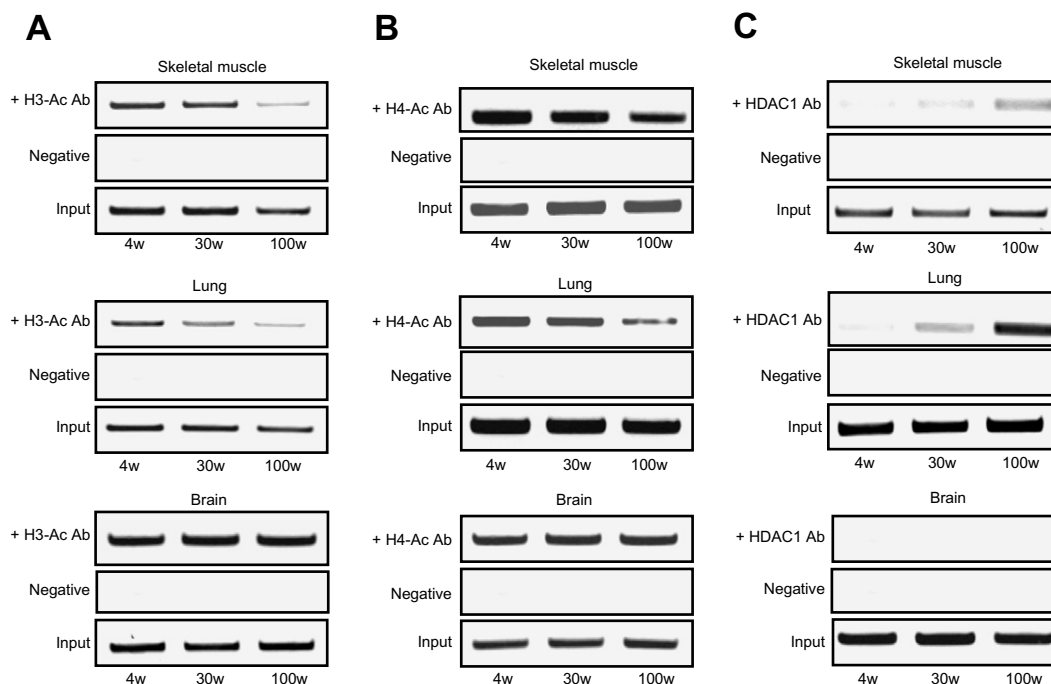 A
Skeletal muscle
+ H3-Ac Ab
Negative
Input
4w 30w 100w
Lung
+ H3-Ac Ab
Negative
Input
4w 30w 100w
Brain
+ H3-Ac Ab
Negative
Input
4w 30w 100w
B
Skeletal muscle
+ H4-Ac Ab
Negative
Input
4w 30w 100w
Lung
+ H4-Ac Ab
Negative
Input
4w 30w 100w
Brain
+ H4-Ac Ab
Negative
Input
4w 30w 100w
C
Skeletal muscle
+ HDAC1 Ab
Negative
Input
4w 30w 100w
Lung
+ HDAC1 Ab
Negative
Input
4w 30w 100w
Brain
+ HDAC1 Ab
Negative
Input
4w 30w 100w